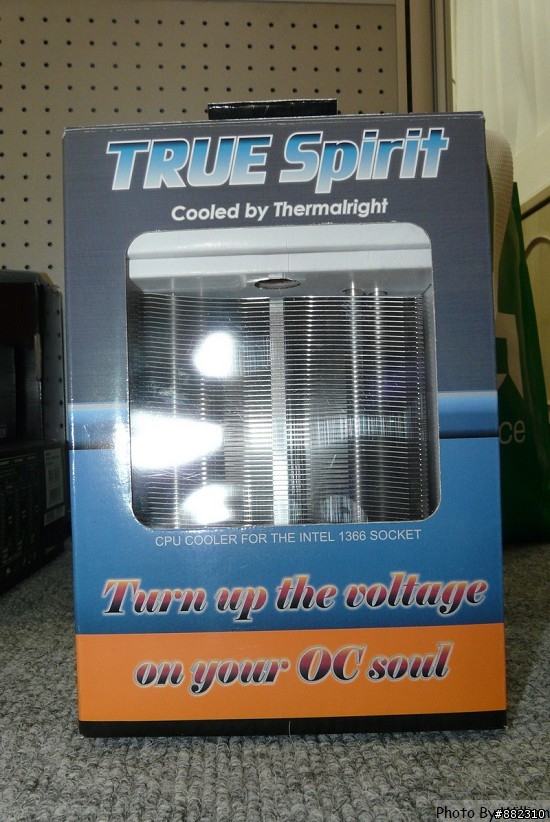 TRUE Spirit
Cooled by Thermalright
CPU COOLER FOR THE INTEL 1366 SOCKET
Turn up the voltage
on your OC soul
ce
Photo By
#882310